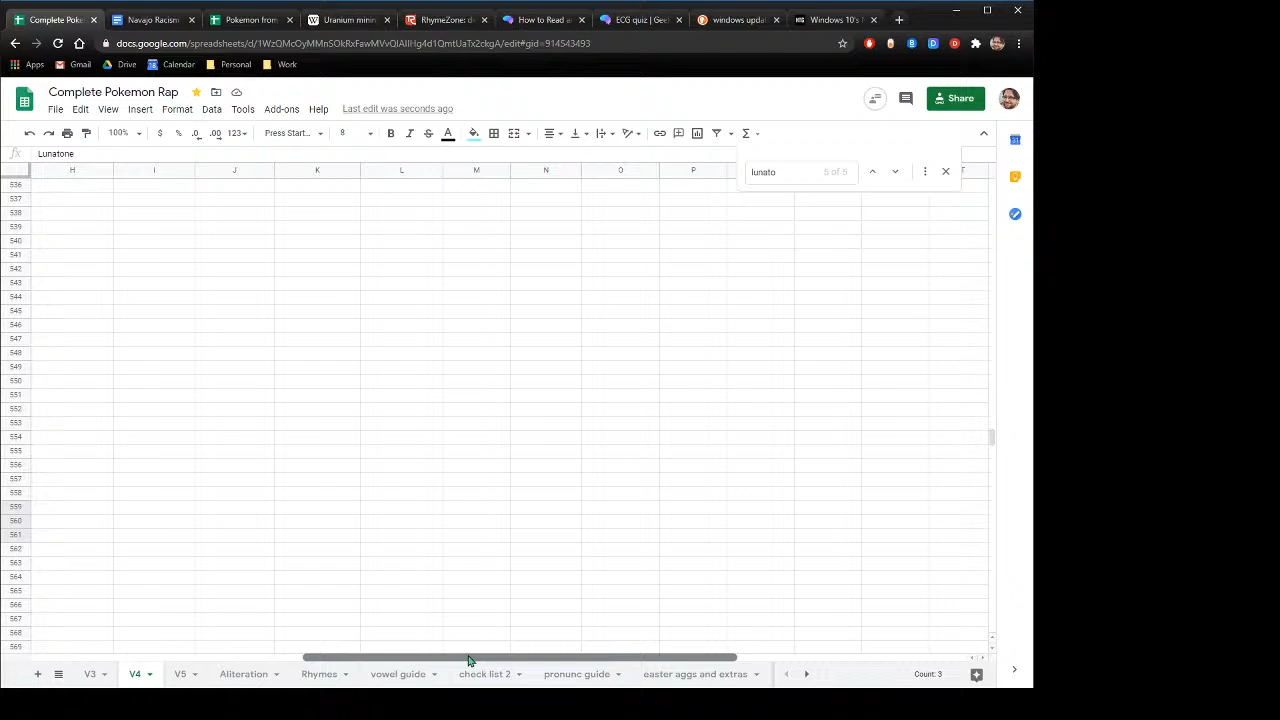 Complete Poke
Navajo Racism
Pokemon from
Uranium minin
RhymeZone: d
How to Read a
ECG quiz | Gee
windows updat
Windows 10's N
docs.google.com/spreadsheets/d/1WzQMcOyMMnSOkRxFawMVvQIAIIHg4d1QmtUaTx2ckgA/edit#gid=914543493
Apps Gmail Drive Calendar Personal Work
Complete Pokemon Rap
File Edit View Insert Format Data Tools Add-ons Help Last edit was seconds ago
Share
100% $ % .0 .00 123 Press Start... 8 B I S A
fx Lunatone
lunato 5 of 5
H I J K L M N O P T
536
537
538
539
540
541
542
543
544
545
546
547
548
549
550
551
552
553
554
555
556
557
558
559
560
561
562
563
564
565
566
567
568
569
V3 V4 V5 Aliteration Rhymes vowel guide check list 2 pronunc guide easter aggs and extras Count: 3